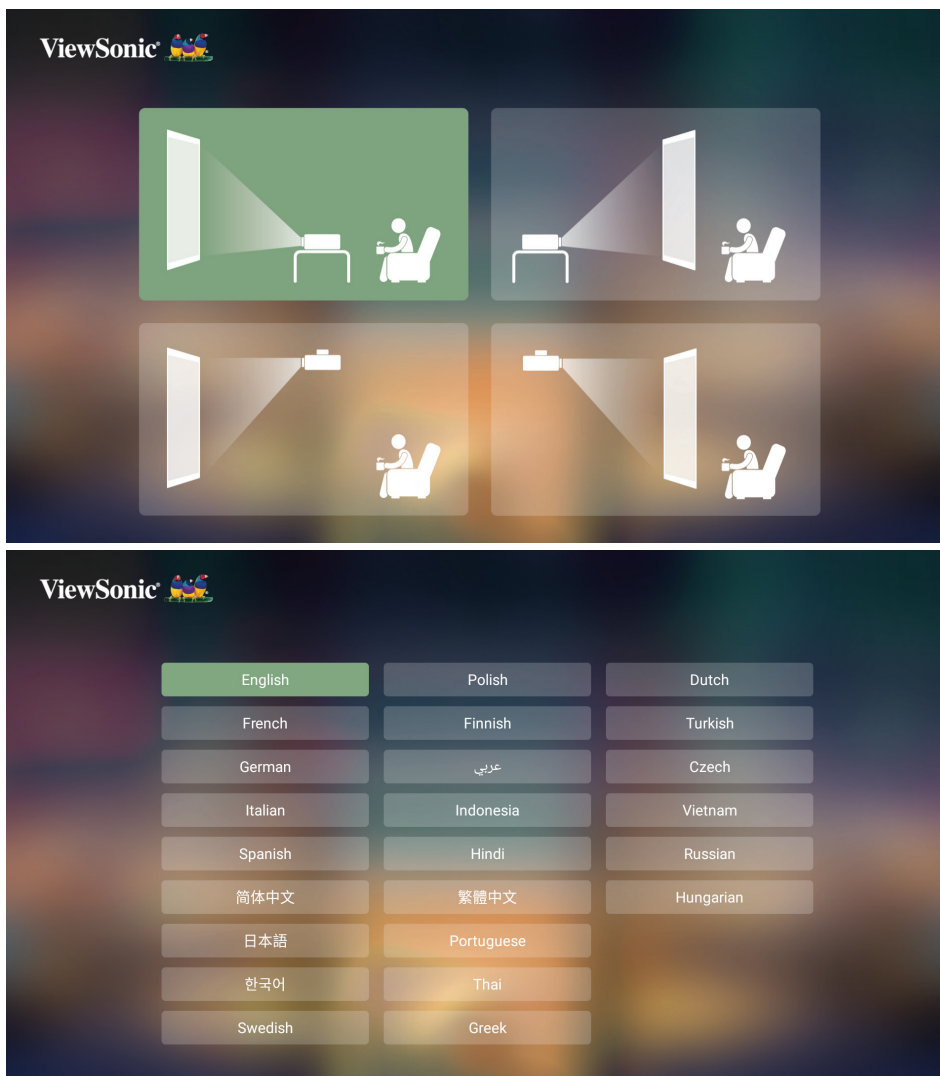 ViewSonic®
ViewSonic®
English Polish Dutch
French Finnish Turkish
German عربي Czech
Italian Indonesia Vietnam
Spanish Hindi Russian
简体中文 繁體中文 Hungarian
日本語 Portuguese
한국어 Thai
Swedish Greek